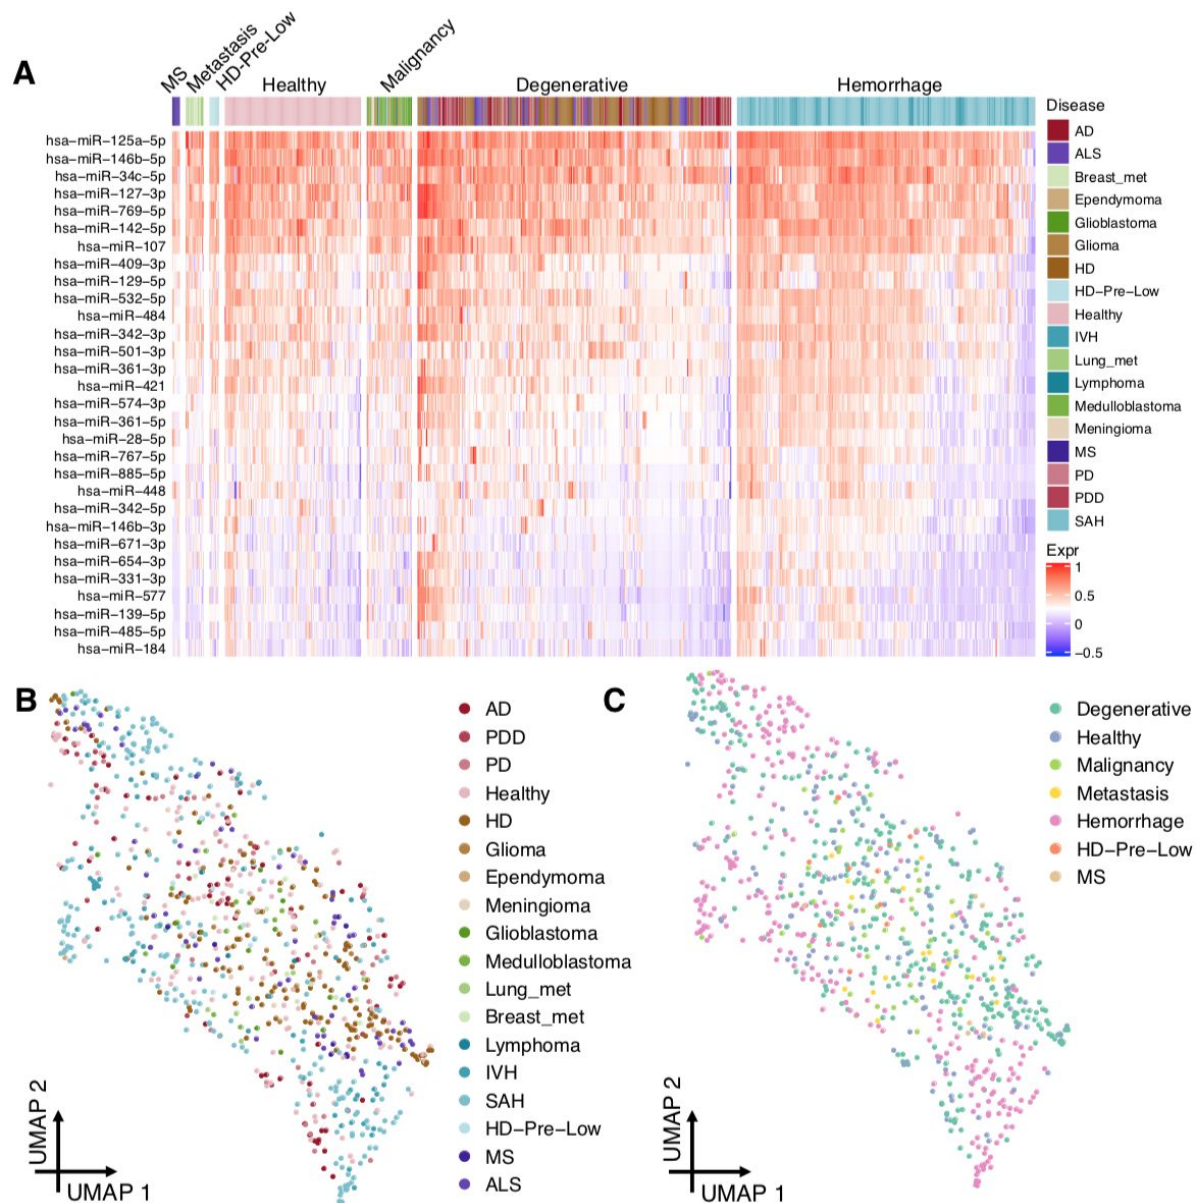 A
MS
Metastasis
HD-Pre-Low
Healthy
Malignancy
Degenerative
Hemorrhage
hsa-miR-125a-5p
hsa-miR-146b-5p
hsa-miR-34c-5p
hsa-miR-127-3p
hsa-miR-769-5p
hsa-miR-142-5p
hsa-miR-107
hsa-miR-409-3p
hsa-miR-129-5p
hsa-miR-532-5p
hsa-miR-484
hsa-miR-342-3p
hsa-miR-501-3p
hsa-miR-361-3p
hsa-miR-421
hsa-miR-574-3p
hsa-miR-361-5p
hsa-miR-28-5p
hsa-miR-767-5p
hsa-miR-885-5p
hsa-miR-448
hsa-miR-342-5p
hsa-miR-146b-3p
hsa-miR-671-3p
hsa-miR-654-3p
hsa-miR-331-3p
hsa-miR-577
hsa-miR-139-5p
hsa-miR-485-5p
hsa-miR-184
Disease
AD
ALS
Breast_met
Ependymoma
Glioblastoma
Glioma
HD
HD-Pre-Low
Healthy
IVH
Lung_met
Lymphoma
Medulloblastoma
Meningioma
MS
PD
PDD
SAH
Expr
1
0.5
0
-0.5
B
AD
PDD
PD
Healthy
HD
Glioma
Ependymoma
Meningioma
Glioblastoma
Medulloblastoma
Lung_met
Breast_met
Lymphoma
IVH
SAH
HD-Pre-Low
MS
ALS
UMAP 2
UMAP 1
C
Degenerative
Healthy
Malignancy
Metastasis
Hemorrhage
HD-Pre-Low
MS
UMAP 2
UMAP 1